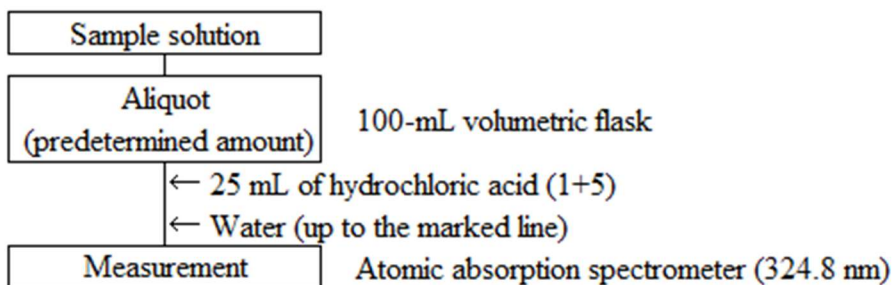 Sample solution
Aliquot
(predetermined amount)
100-mL volumetric flask
← 25 mL of hydrochloric acid (1+5)
← Water (up to the marked line)
Measurement
Atomic absorption spectrometer (324.8 nm)